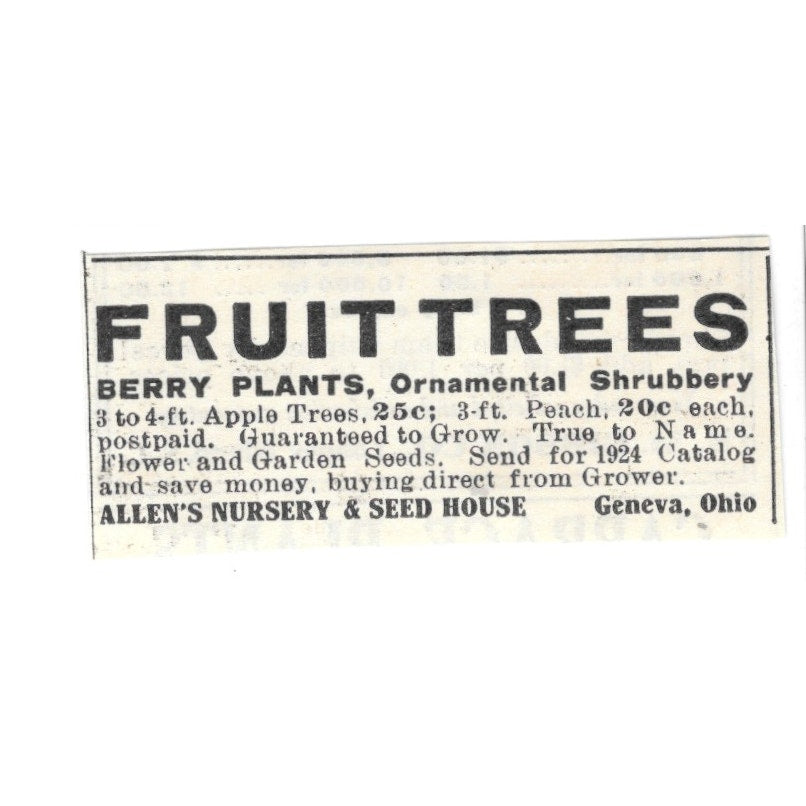 FRUIT TREES
BERRY PLANTS, Ornamental Shrubbery
3 to 4-ft. Apple Trees, 25c; 3-ft. Peach, 20c each,
postpaid. Guaranteed to Grow. True to Name.
Flower and Garden Seeds. Send for 1924 Catalog
and save money, buying direct from Grower.
ALLEN'S NURSERY & SEED HOUSE Geneva, Ohio